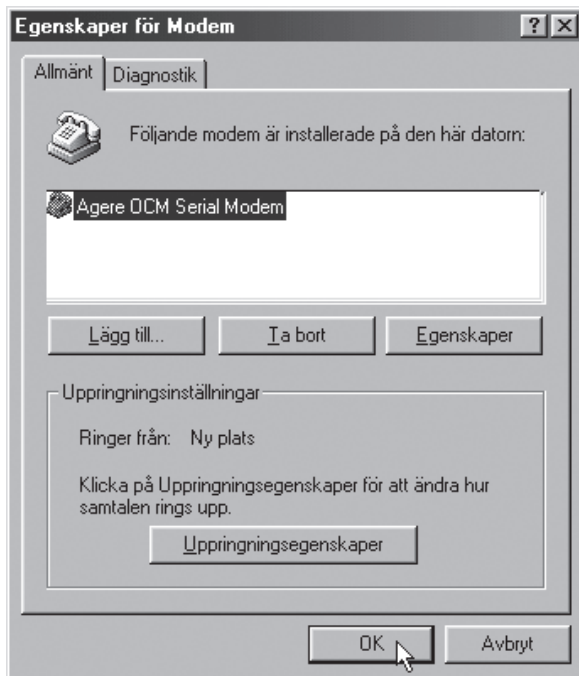 Egenskaper för Modem
Allmänt
Diagnostik
Följande modem är installerade på den här datorn:
Agere OCM Serial Modem
Lägg till...
Ta bort
Egenskaper
Uppringningsinställningar
Ringer från: Ny plats
Klicka på Uppringningsegenskaper för att ändra hur
samtalen rings upp.
Uppringningsegenskaper
OK
Avbryt